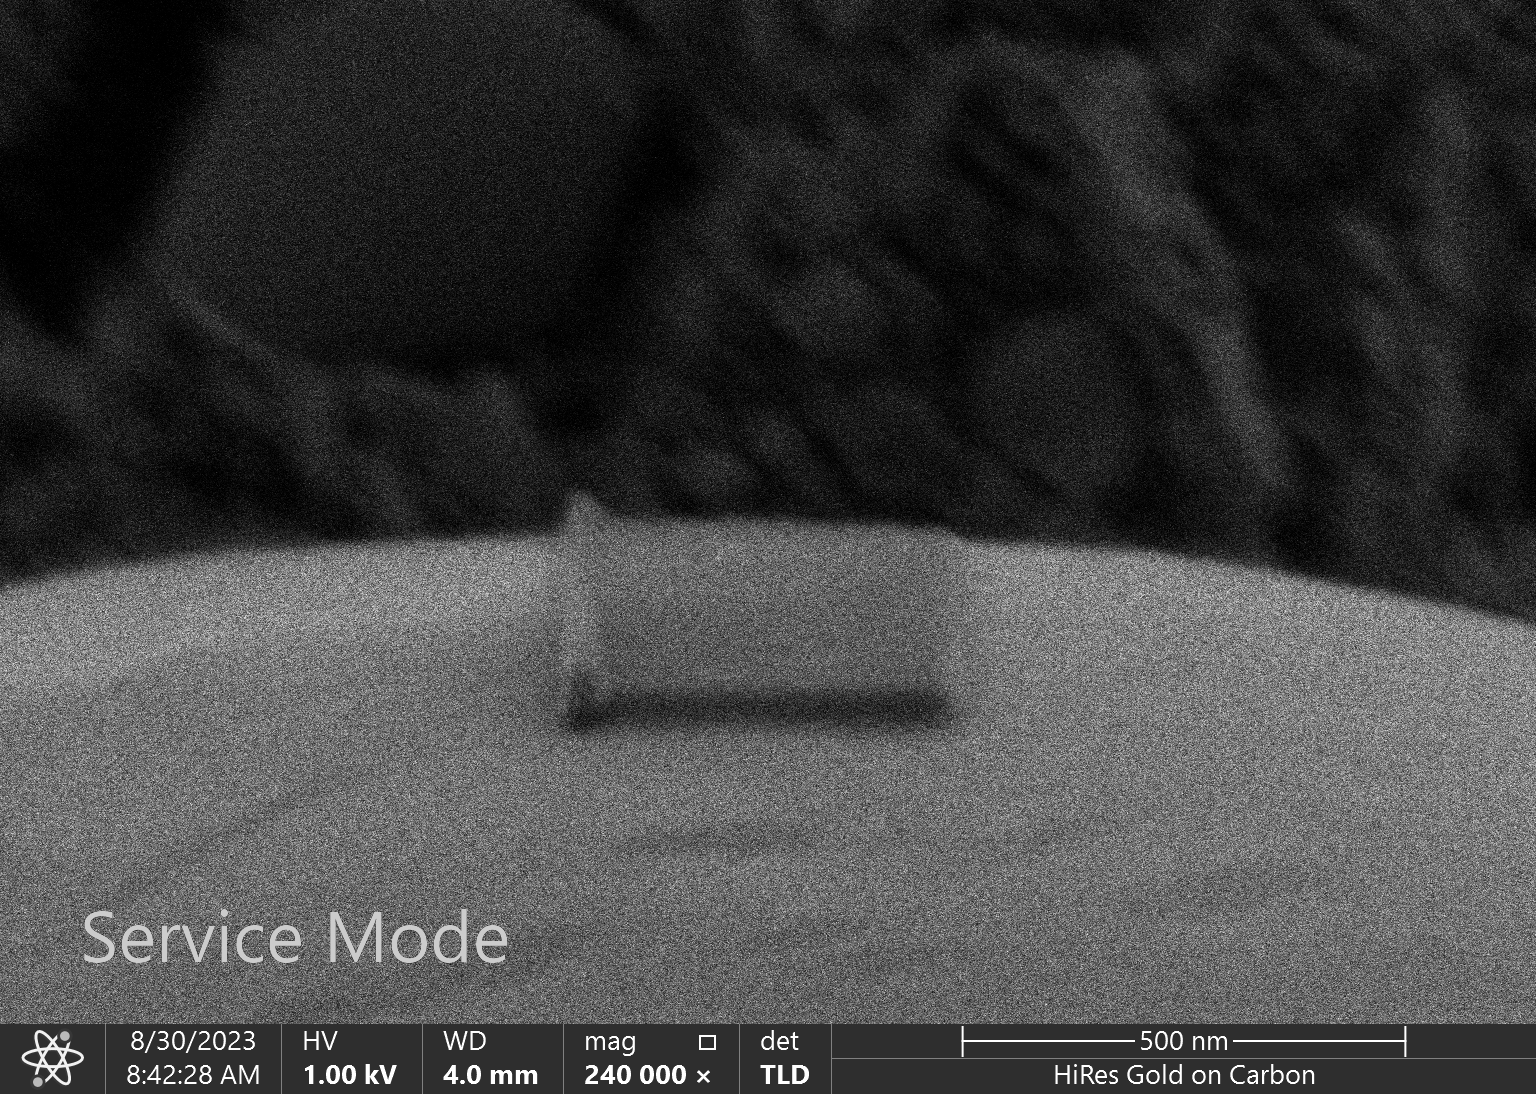 Service Mode
8/30/2023
8:42:28 AM
HV
1.00 kV
WD
4.0 mm
mag
240 000 ×
det
TLD
500 nm
HiRes Gold on Carbon